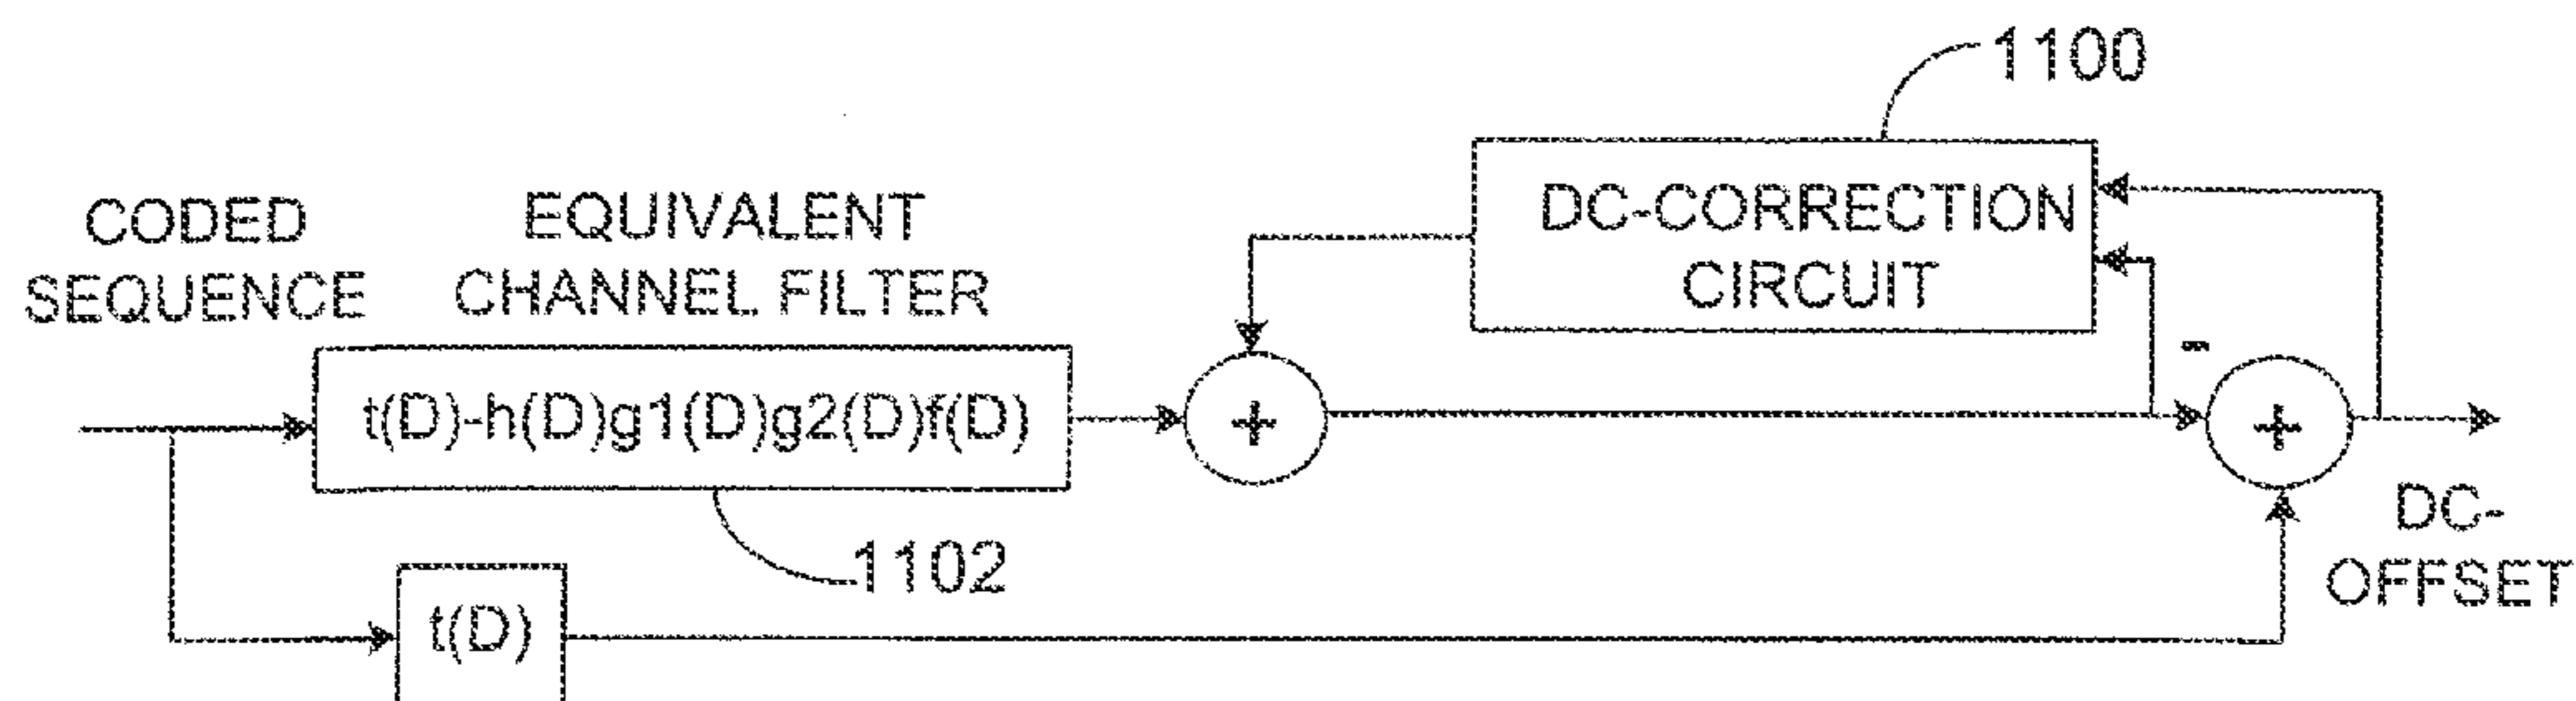 1100
CODED
SEQUENCE
EQUIVALENT
CHANNEL FILTER
DC-CORRECTION
CIRCUIT
t(D)-h(D)g1(D)g2(D)f(D)
+
-
+
1102
DC-
OFFSET
t(D)